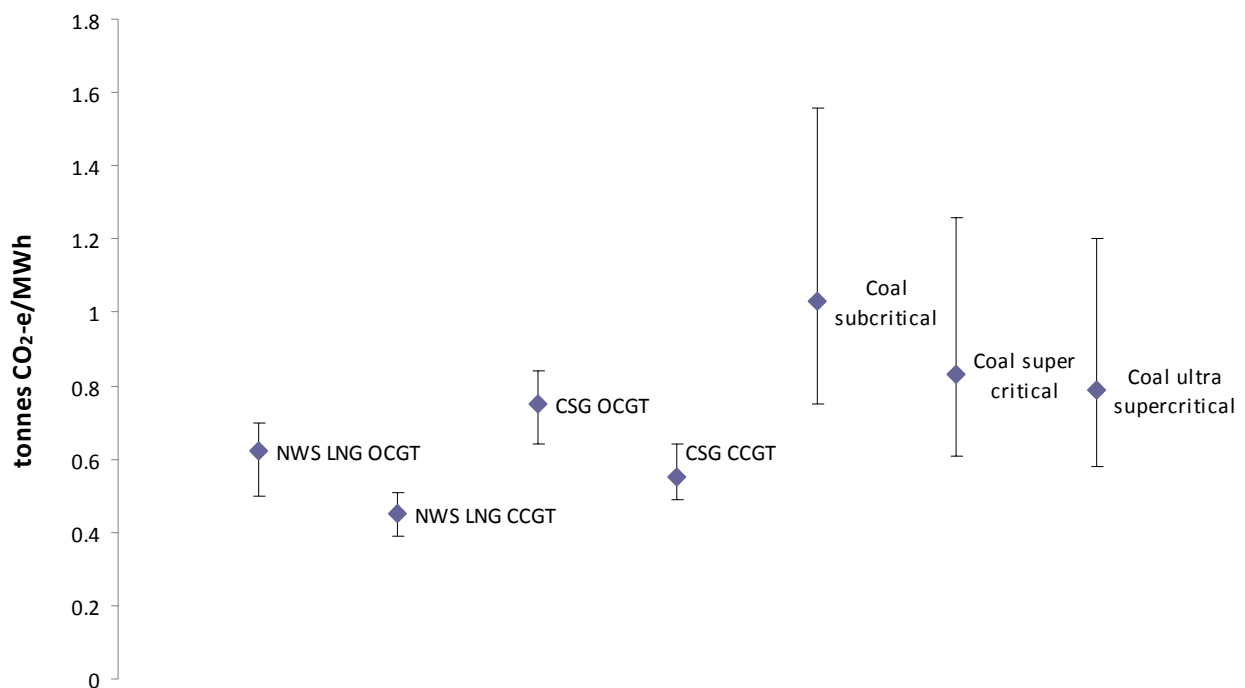 tonnes CO₂-e/MWh
1.8
1.6
1.4
1.2
1
0.8
0.6
0.4
0.2
0
NWS LNG OCGT
NWS LNG CCGT
CSG OCGT
CSG CCGT
Coal
subcritical
Coal super
critical
Coal ultra
supercritical